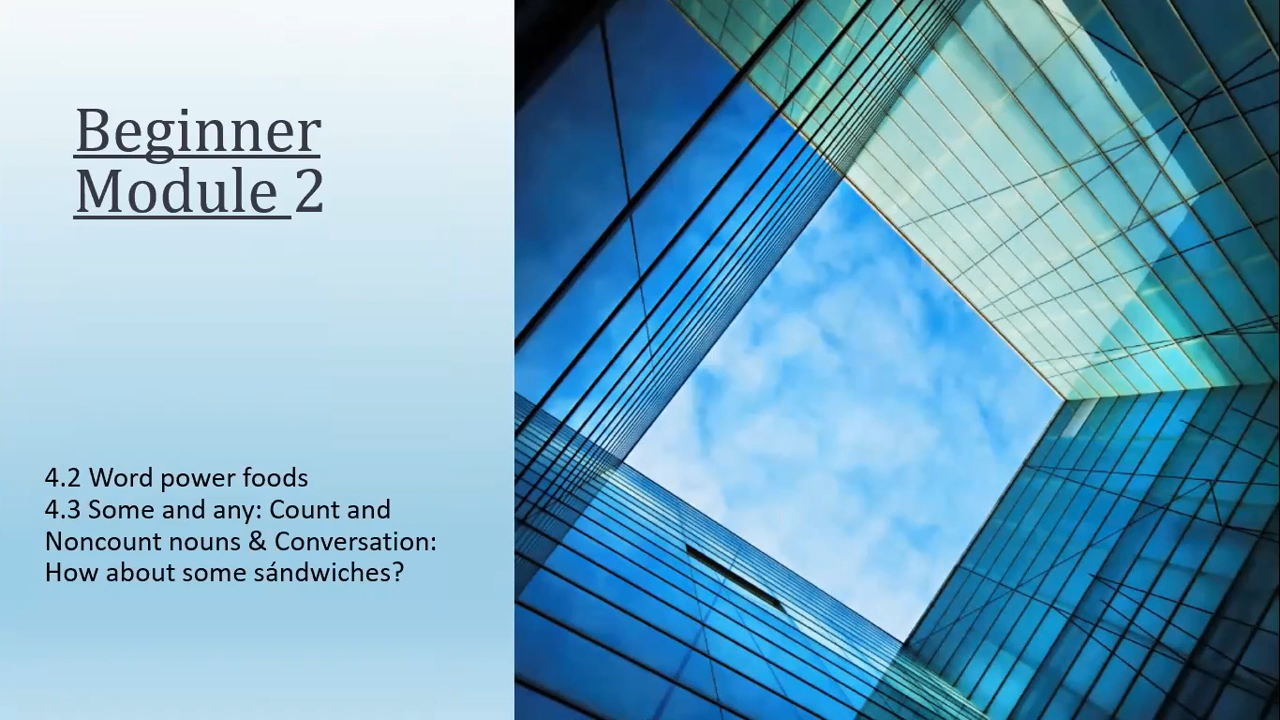 Beginner
Module 2
4.2 Word power foods
4.3 Some and any: Count and
Noncount nouns & Conversation:
How about some sándwiches?